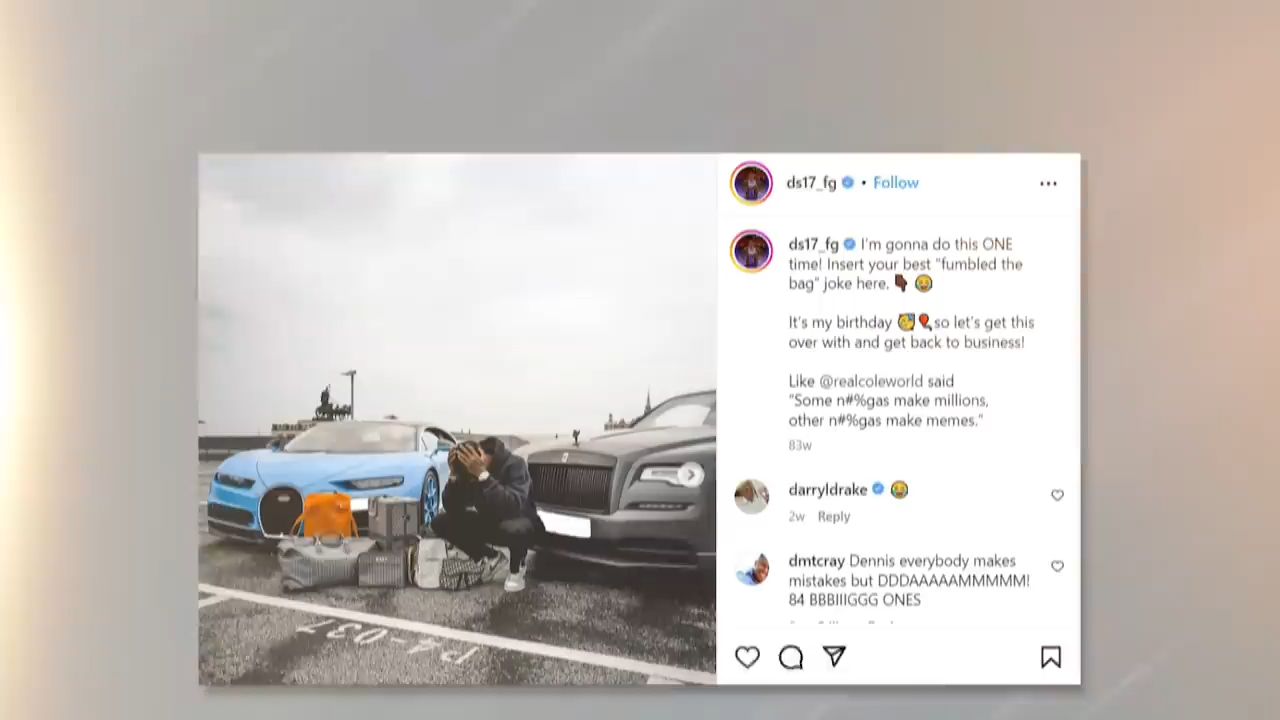 ds17_fg • Follow
ds17_fg I'm gonna do this ONE
time! Insert your best "fumbled the
bag" joke here. 👇🏿 😂
It's my birthday 🥳🎈so let's get this
over with and get back to business!
Like @realcoleworld said
"Some n#%gas make millions,
other n#%gas make memes."
83w
darryldrake 😂
2w Reply
dmtcray Dennis everybody makes
mistakes but DDDAAAAAMMMMM!
84 BBBIIIGGG ONES
P4-037